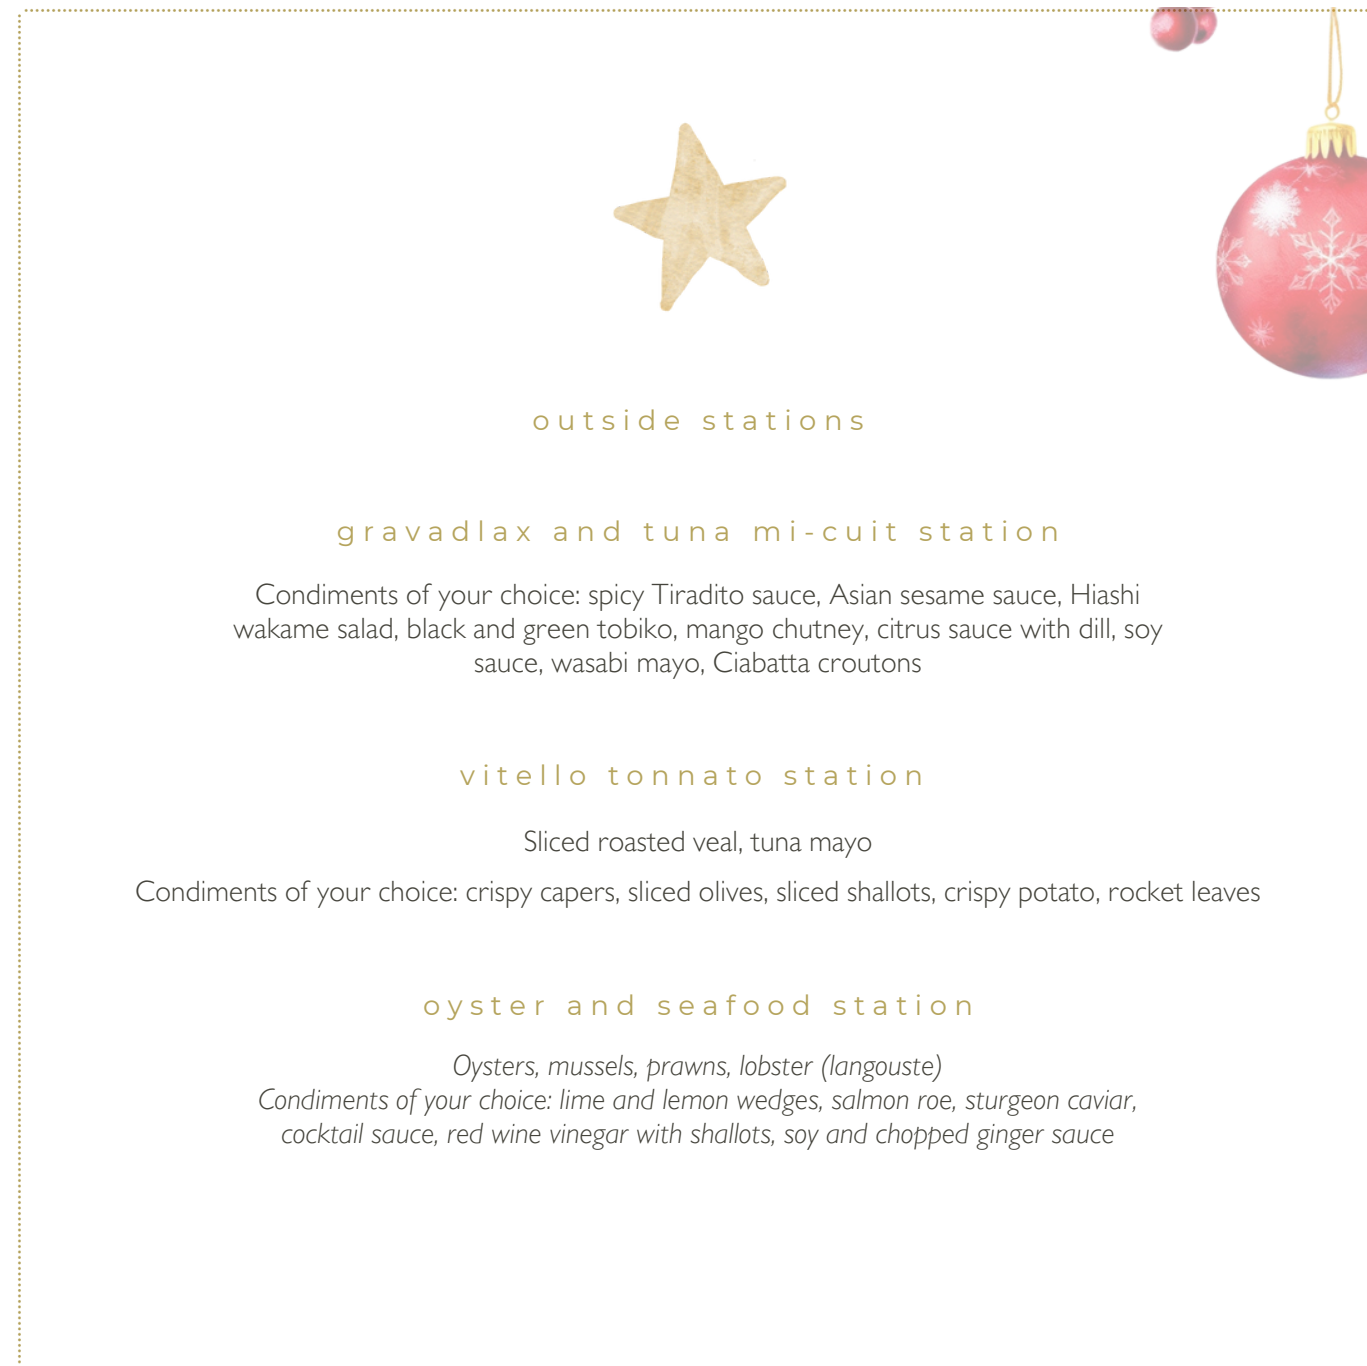 outside stations
gravadlax and tuna mi-cuit station
Condiments of your choice: spicy Tiradito sauce, Asian sesame sauce, Hiashi
wakame salad, black and green tobiko, mango chutney, citrus sauce with dill, soy
sauce, wasabi mayo, Ciabatta croutons
vitello tonnato station
Sliced roasted veal, tuna mayo
Condiments of your choice: crispy capers, sliced olives, sliced shallots, crispy potato, rocket leaves
oyster and seafood station
Oysters, mussels, prawns, lobster (langouste)
Condiments of your choice: lime and lemon wedges, salmon roe, sturgeon caviar,
cocktail sauce, red wine vinegar with shallots, soy and chopped ginger sauce